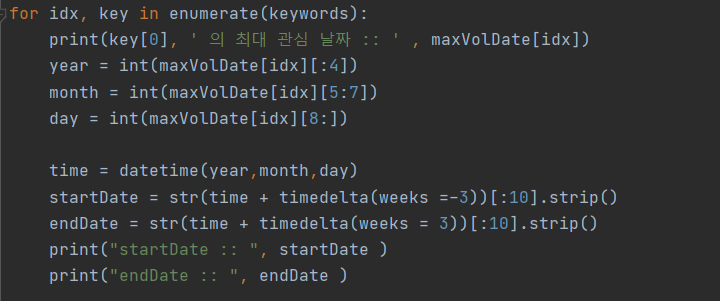 for idx, key in enumerate(keywords):
    print(key[0], ' 의 최대 관심 날짜 :: ' , maxVolDate[idx])
    year = int(maxVolDate[idx][:4])
    month = int(maxVolDate[idx][5:7])
    day = int(maxVolDate[idx][8:])

    time = datetime(year,month,day)
    startDate = str(time + timedelta(weeks =-3))[:10].strip()
    endDate = str(time + timedelta(weeks = 3))[:10].strip()
    print("startDate :: ", startDate )
    print("endDate :: ", endDate )